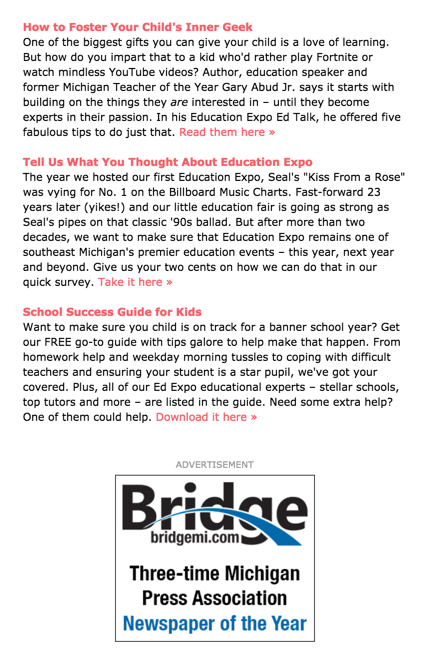 How to Foster Your Child's Inner Geek
One of the biggest gifts you can give your child is a love of learning.
But how do you impart that to a kid who'd rather play Fortnite or
watch mindless YouTube videos? Author, education speaker and
former Michigan Teacher of the Year Gary Abud Jr. says it starts with
building on the things they are interested in – until they become
experts in their passion. In his Education Expo Ed Talk, he offered five
fabulous tips to do just that. Read them here »
Tell Us What You Thought About Education Expo
The year we hosted our first Education Expo, Seal's "Kiss From a Rose"
was vying for No. 1 on the Billboard Music Charts. Fast-forward 23
years later (yikes!) and our little education fair is going as strong as
Seal's pipes on that classic '90s ballad. But after more than two
decades, we want to make sure that Education Expo remains one of
southeast Michigan's premier education events – this year, next year
and beyond. Give us your two cents on how we can do that in our
quick survey. Take it here »
School Success Guide for Kids
Want to make sure you child is on track for a banner school year? Get
our FREE go-to guide with tips galore to help make that happen. From
homework help and weekday morning tussles to coping with difficult
teachers and ensuring your student is a star pupil, we've got your
covered. Plus, all of our Ed Expo educational experts – stellar schools,
top tutors and more – are listed in the guide. Need some extra help?
One of them could help. Download it here »
ADVERTISEMENT
Bridge
bridgemi.com
Three-time Michigan
Press Association
Newspaper of the Year